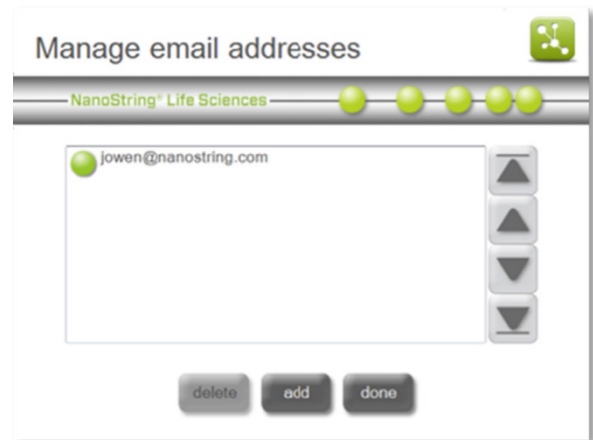 Manage email addresses
NanoString® Life Sciences
jowen@nanostring.com
delete add done